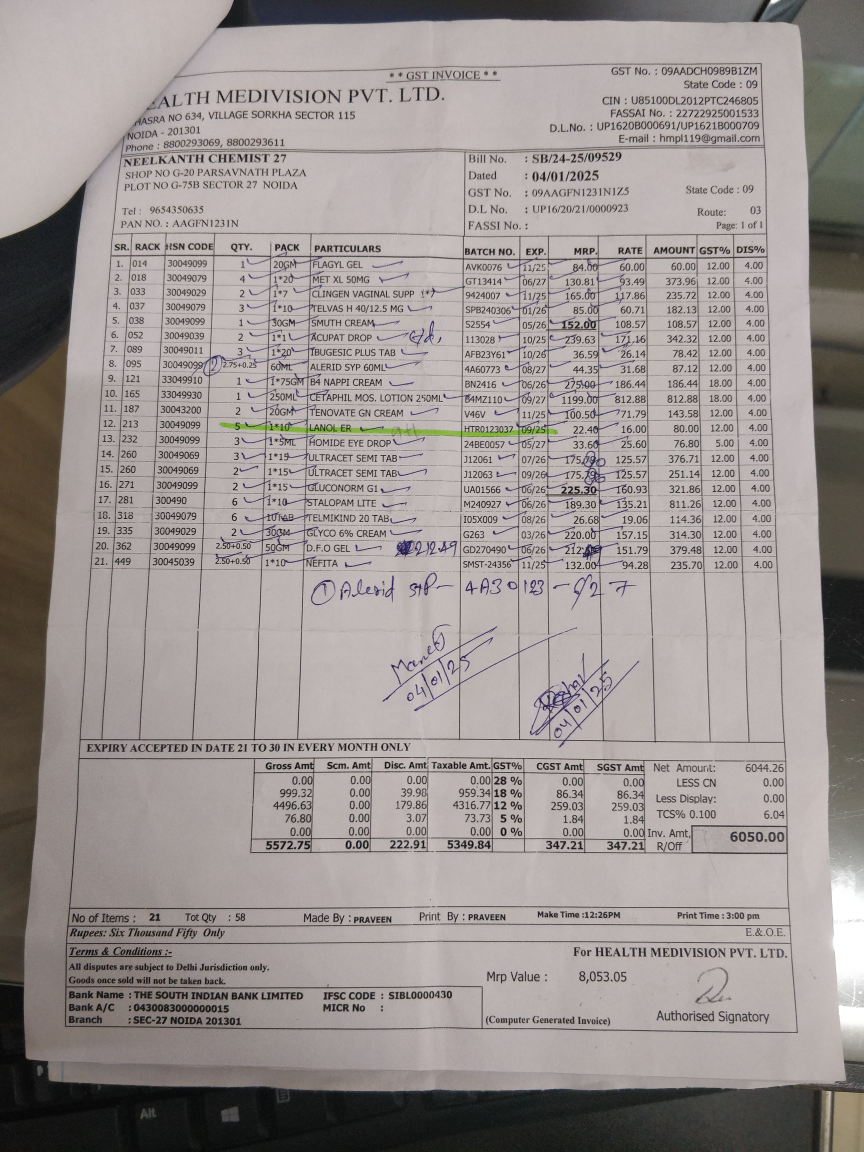 ** GST INVOICE **
GST No. : 09AADCH0989B1ZM
State Code : 09
EALTH MEDIVISION PVT. LTD.
CIN : U85100DL2012PTC246805
HASRA NO 634, VILLAGE SORKHA SECTOR 115
FASSAI No. : 22722925001533
NOIDA - 201301
D.L.No. : UP1620B000691/UP1621B000709
Phone : 8800293069, 8800293611
E-mail : hmpl119@gmail.com
NEELKANTH CHEMIST 27
SHOP NO G-20 PARSAVNATH PLAZA
PLOT NO G-75B SECTOR 27 NOIDA
Tel : 9654350635
PAN NO. : AAGFN1231N
Bill No. : SB/24-25/09529
Dated : 04/01/2025
GST No. : 09AAGFN1231N1Z5 State Code : 09
D.L No. : UP16/20/21/0000923 Route: 03
FASSI No. : Page: 1 of 1
SR. RACK HSN CODE QTY. PACK PARTICULARS BATCH NO. EXP. MRP. RATE AMOUNT GST% DIS%
1. 014 30049099 1 20GM FLAGYL GEL AVK0076 11/25 84.00 60.00 60.00 12.00 4.00
2. 018 30049079 4 1*20 MET XL 50MG GT13414 06/27 130.81 93.49 373.96 12.00 4.00
3. 033 30049029 2 1*7 CLINGEN VAGINAL SUPP 1*7 9424007 11/25 165.00 117.86 235.72 12.00 4.00
4. 037 30049079 3 1*10 TELVAS H 40/12.5 MG SPB240306 01/26 85.00 60.71 182.13 12.00 4.00
5. 038 30049099 1 30GM SMUTH CREAM S2554 05/26 152.00 108.57 108.57 12.00 4.00
6. 052 30049039 2 1*1 ACUPAT DROP 113028 10/25 239.63 171.16 342.32 12.00 4.00
7. 089 30049011 3 1*20 IBUGESIC PLUS TAB AFB23Y61 10/26 36.59 26.14 78.42 12.00 4.00
8. 095 30049099 2 2.75+0.25 60ML ALERID SYP 60ML 4A60773 08/27 44.35 31.68 87.12 12.00 4.00
9. 121 33049910 1 1*75GM B4 NAPPI CREAM BN2416 06/26 275.00 186.44 186.44 18.00 4.00
10. 165 33049930 1 250ML CETAPHIL MOS. LOTION 250ML B4MZ110 09/27 1199.00 812.88 812.88 18.00 4.00
11. 187 30043200 2 20GM TENOVATE GN CREAM V46V 11/25 100.50 71.79 143.58 12.00 4.00
12. 213 30049099 5 1*10 LANOL ER HTR0123037 09/25 22.40 16.00 80.00 12.00 4.00
13. 232 30049099 3 1*5ML HOMIDE EYE DROP 24BE0057 05/27 33.60 25.60 76.80 5.00 4.00
14. 260 30049069 3 1*15 ULTRACET SEMI TAB J12061 07/26 175.79 125.57 376.71 12.00 4.00
15. 260 30049069 2 1*15 ULTRACET SEMI TAB J12063 09/26 175.79 125.57 251.14 12.00 4.00
16. 271 30049099 2 1*15 GLUCONORM G1 UA01566 06/26 225.30 160.93 321.86 12.00 4.00
17. 281 300490 6 1*10 STALOPAM LITE M240927 06/26 189.30 135.21 811.26 12.00 4.00
18. 318 30049079 6 10TAB TELMIKIND 20 TAB I05X009 08/26 26.68 19.06 114.36 12.00 4.00
19. 335 30049029 2 30GM GLYCO 6% CREAM G263 03/26 220.00 157.15 314.30 12.00 4.00
20. 362 30049099 2.50+0.50 50GM D.F.O GEL 212.49 GD270490 06/26 212 151.79 379.48 12.00 4.00
21. 449 30045039 2.50+0.50 1*10 NEFITA SMST-24356 11/25 132.00 94.28 235.70 12.00 4.00
1 Alerid syp - 4A30123 - 5/27
04/01/25
04/01/25
EXPIRY ACCEPTED IN DATE 21 TO 30 IN EVERY MONTH ONLY
Gross Amt Scm. Amt Disc. Amt Taxable Amt. GST% CGST Amt SGST Amt
0.00 0.00 0.00 0.00 28 % 0.00 0.00
999.32 0.00 39.98 959.34 18 % 86.34 86.34
4496.63 0.00 179.86 4316.77 12 % 259.03 259.03
76.80 0.00 3.07 73.73 5 % 1.84 1.84
0.00 0.00 0.00 0.00 0 % 0.00 0.00
5572.75 0.00 222.91 5349.84 347.21 347.21
Net Amount: 6044.26
LESS CN 0.00
Less Display: 0.00
TCS% 0.100 6.04
Inv. Amt. R/Off 6050.00
No of Items : 21 Tot Qty : 58 Made By : PRAVEEN Print By : PRAVEEN Make Time :12:26PM Print Time : 3:00 pm
Rupees: Six Thousand Fifty Only E.&.O.E.
Terms & Conditions :-
All disputes are subject to Delhi Jurisdiction only.
Goods once sold will not be taken back.
Bank Name : THE SOUTH INDIAN BANK LIMITED IFSC CODE : SIBL0000430
Bank A/C : 0430083000000015 MICR No :
Branch : SEC-27 NOIDA 201301
Mrp Value : 8,053.05
(Computer Generated Invoice)
For HEALTH MEDIVISION PVT. LTD.
Authorised Signatory
Alt